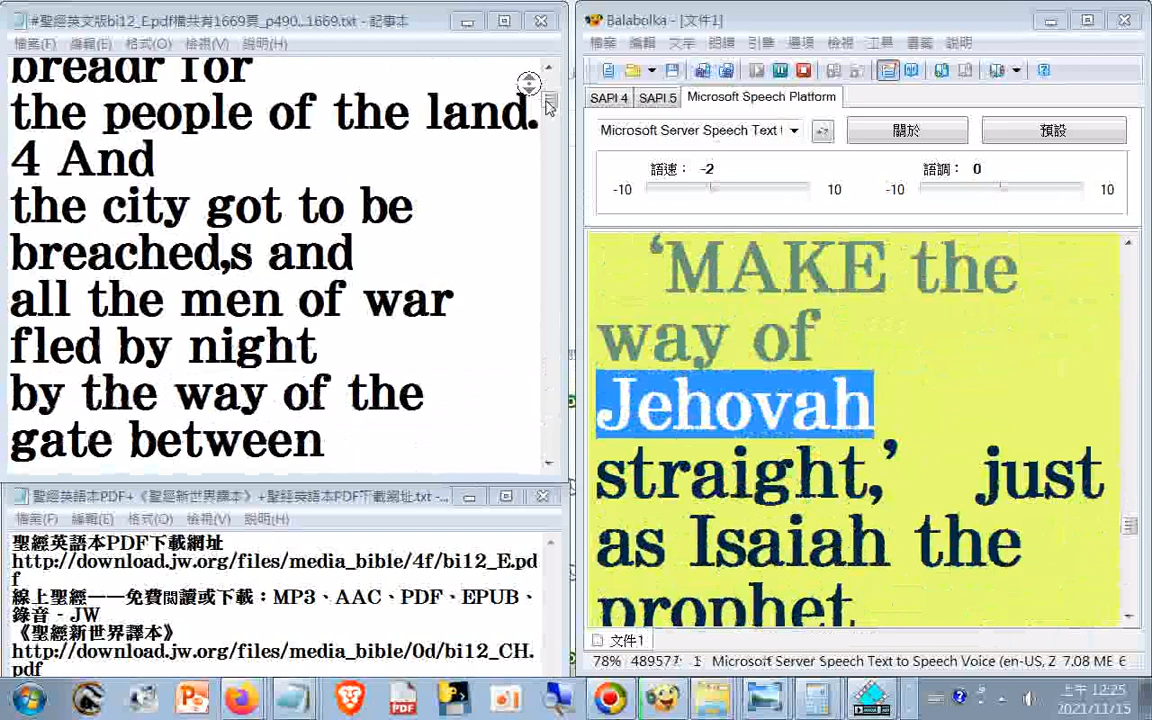 #聖經英文版bi12_E.pdf檔共有1669頁_p490...1669.txt - 記事本
檔案(F) 編輯(E) 格式(O) 檢視(V) 說明(H)
breadr for
the people of the land.
4 And
the city got to be
breached,s and
all the men of war
fled by night
by the way of the
gate between
聖經英語本PDF+《聖經新世界譯本》+聖經英語本PDF下載網址.txt -...
檔案(F) 編輯(E) 格式(O) 檢視(V) 說明(H)
聖經英語本PDF下載網址
http://download.jw.org/files/media_bible/4f/bi12_E.pd
f
線上聖經——免費閱讀或下載：MP3、AAC、PDF、EPUB、
錄音 - JW
《聖經新世界譯本》
http://download.jw.org/files/media_bible/0d/bi12_CH.
pdf
Balabolka - [文件1]
檔案 編輯 文字 朗讀 引擎 選項 檢視 工具 書籤 說明
SAPI 4 SAPI 5 Microsoft Speech Platform
Microsoft Server Speech Text 關於 預設
語速： -2 語調： 0
-10 10 -10 10
‘MAKE the
way of
Jehovah
straight,’ just
as Isaiah the
prophet
文件1
78% 489577: 1 Microsoft Server Speech Text to Speech Voice (en-US, Z 7.08 ME 6
PDF
上午 12:25
2021/11/15